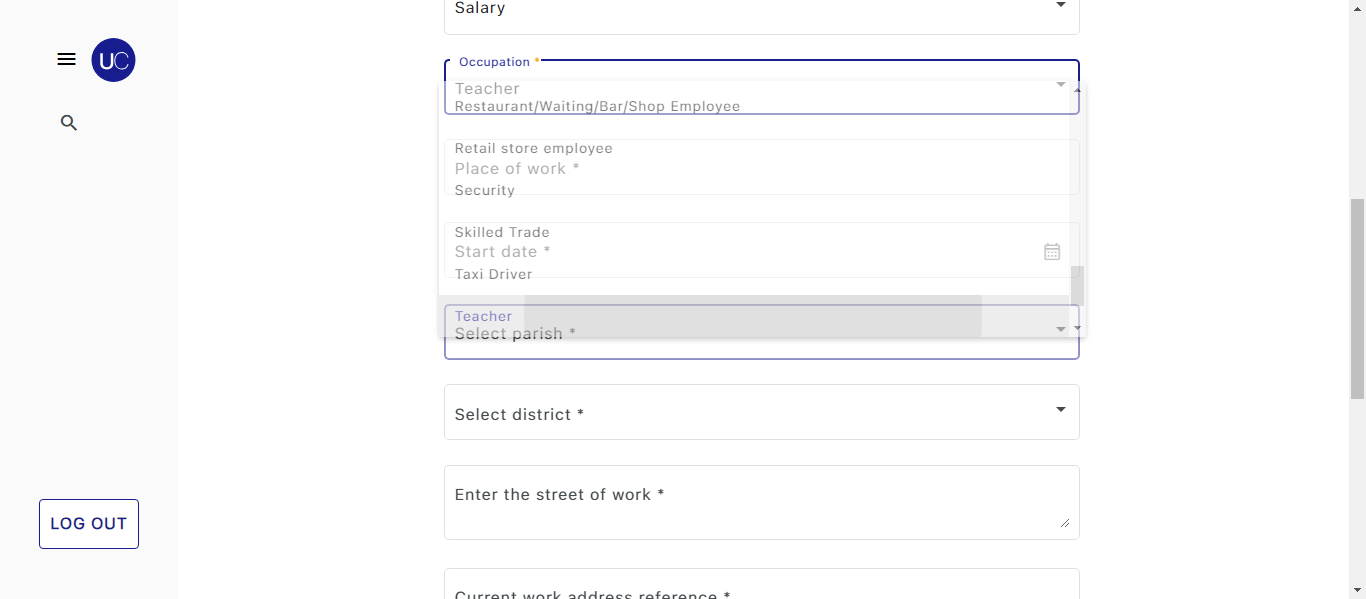 Salary
UC
Occupation *
Teacher
Restaurant/Waiting/Bar/Shop Employee
Retail store employee
Place of work *
Security
Skilled Trade
Start date *
Taxi Driver
Teacher
Select parish *
Select district *
Enter the street of work *
LOG OUT
Current work address reference *